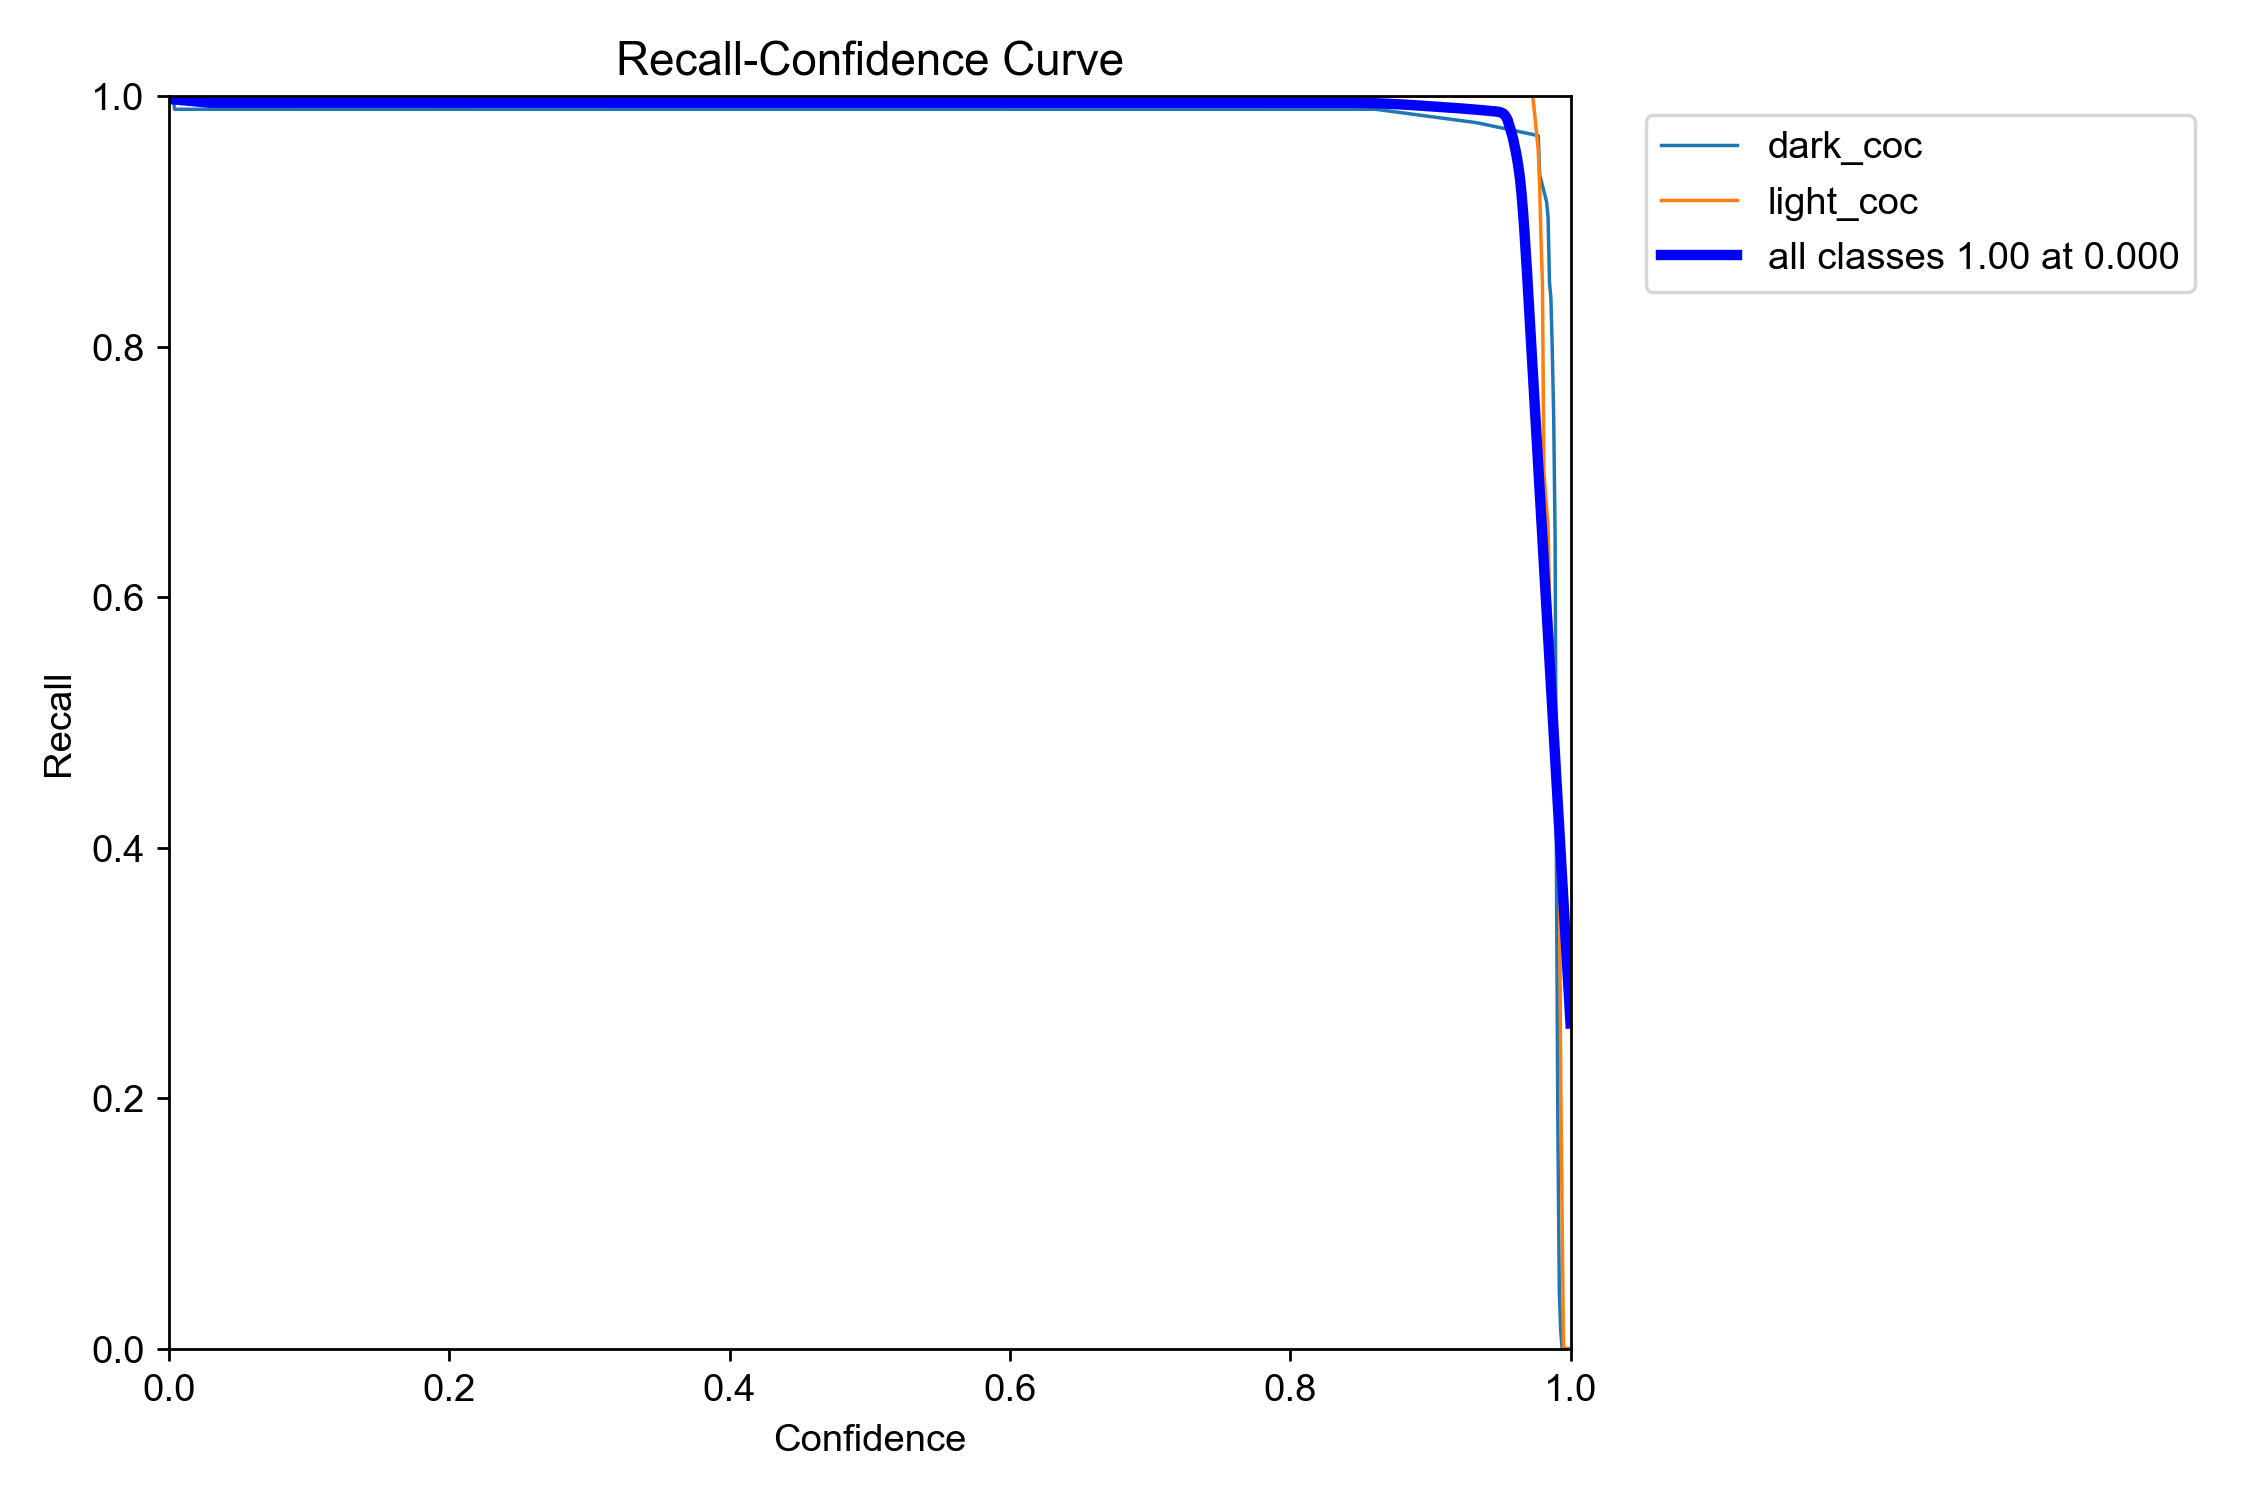 Recall-Confidence Curve
1.0
0.8
0.6
0.4
0.2
0.0
Recall
0.0 0.2 0.4 0.6 0.8 1.0
Confidence
dark_coc
light_coc
all classes 1.00 at 0.000